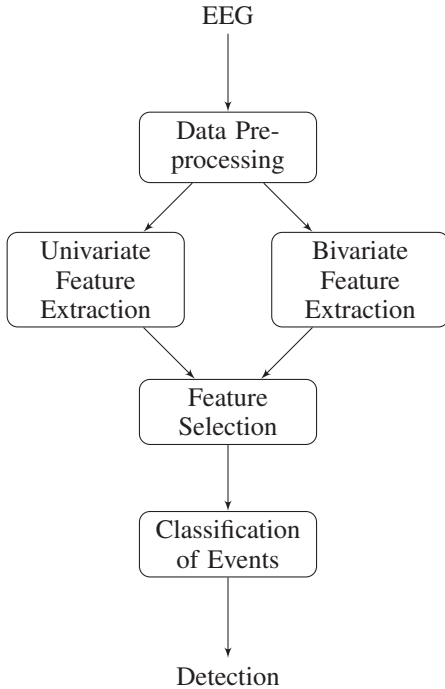 EEG
Data Pre-
processing
Univariate
Feature
Extraction
Bivariate
Feature
Extraction
Feature
Selection
Classification
of Events
Detection